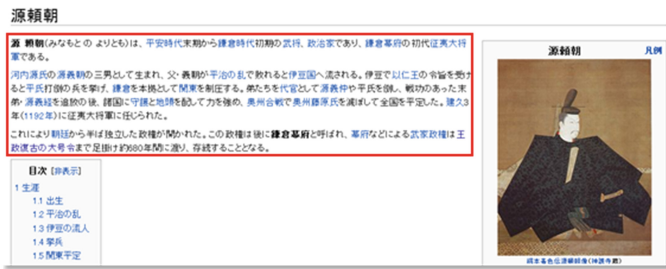 源頼朝
源 頼朝(みなもと の よりとも)は、平安時代末期から鎌倉時代初期の武将、政治家であり、鎌倉幕府の初代征夷大将
軍である。
河内源氏の源義朝の三男として生まれ、父・義朝が平治の乱で敗れると伊豆国へ流される。伊豆で以仁王の令旨を受け
ると平氏打倒の兵を挙げ、鎌倉を本拠として関東を制圧する。弟たちを代官として源義仲や平氏を倒し、戦功のあった末
弟・源義経を追放の後、諸国に守護と地頭を配して力を強め、奥州合戦で奥州藤原氏を滅ぼして全国を平定した。建久3
年(1192年)に征夷大将軍に任じられた。
これにより朝廷から半ば独立した政権が開かれた。この政権は後に鎌倉幕府と呼ばれ、幕府などによる武家政権は王
政復古の大号令まで足掛け約680年間に渡り、存続することとなる。
目次 [非表示]
1 生涯
1.1 出生
1.2 平治の乱
1.3 伊豆の流人
1.4 挙兵
1.5 関東平定
源頼朝 凡例
絹本着色伝源頼朝像(神護寺蔵)